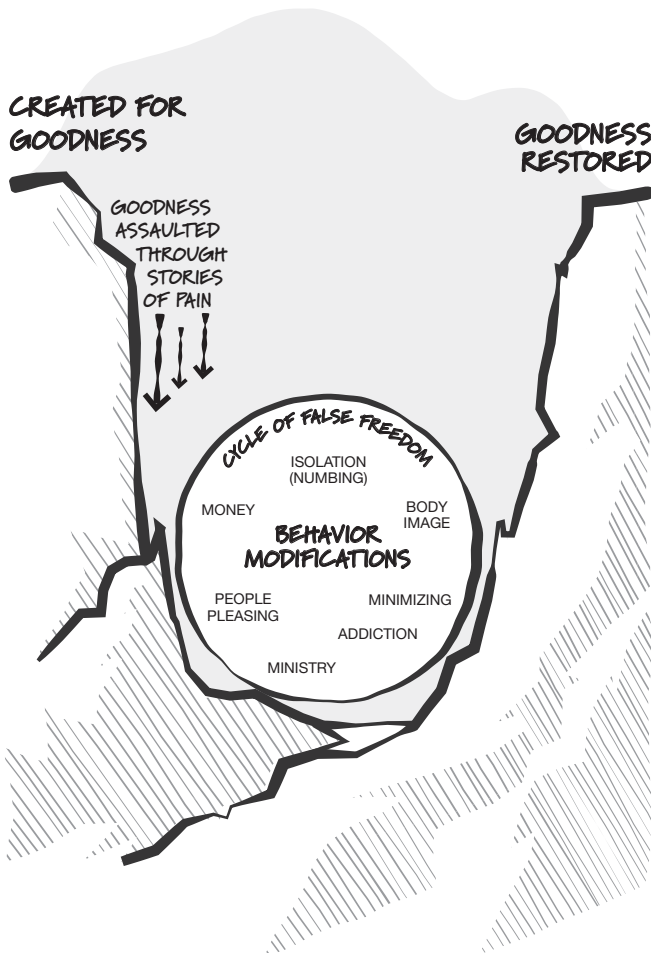 CREATED FOR
GOODNESS
GOODNESS
RESTORED
GOODNESS
ASSAULTED
THROUGH
STORIES
OF PAIN
CYCLE OF FALSE FREEDOM
ISOLATION
(NUMBING)
MONEY
BODY
IMAGE
BEHAVIOR
MODIFICATIONS
PEOPLE
PLEASING
MINIMIZING
ADDICTION
MINISTRY